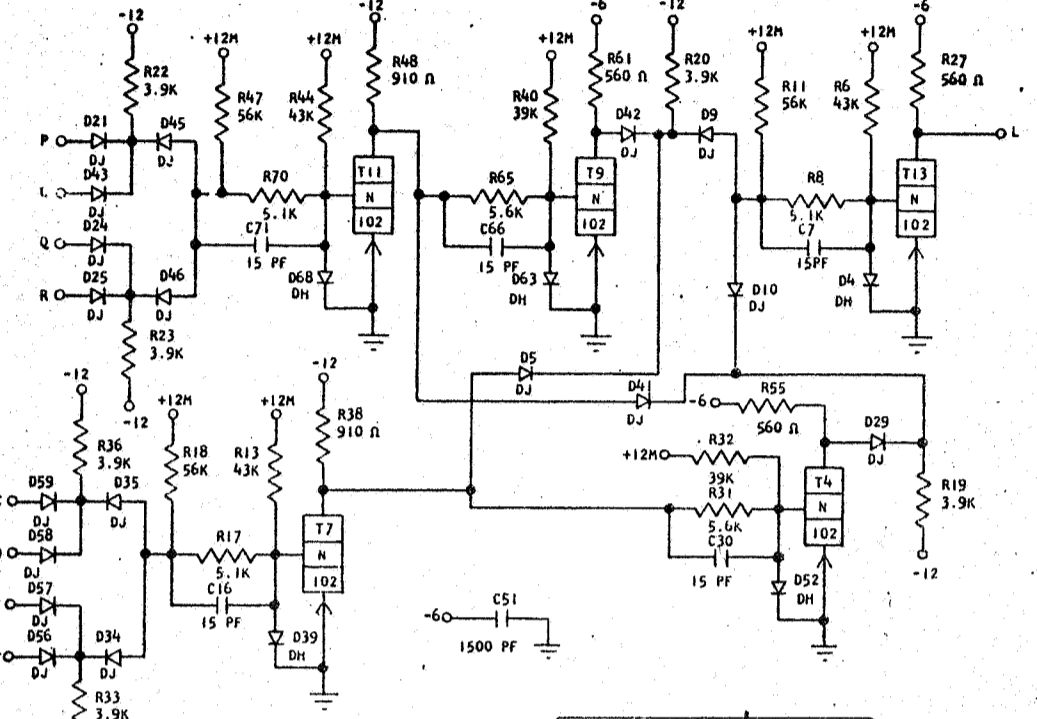 -12
-12
-6
-12
-6
+12M
+12M
+12M
+12M
+12M
R22
3.9K
R47
56K
R44
43K
R48
910 Ω
R40
39K
R61
560 Ω
R20
3.9K
R11
56K
R6
43K
R27
560 Ω
P
D21
DJ
D45
DJ
D43
DJ
Q
D24
DJ
R
D25
DJ
D46
DJ
R70
5.1K
C71
15 PF
T11
N
102
D68
DH
R65
5.6K
C66
15 PF
T9
N
102
D63
DH
D42
DJ
D9
DJ
R8
5.1K
C7
15PF
T13
N
102
L
D4
DH
D10
DJ
R23
3.9K
-12
D5
DJ
D4
DJ
-12
R36
3.9K
+12M
R18
56K
+12M
R13
43K
-12
R38
910 Ω
-6
R55
560 Ω
D29
DJ
R19
3.9K
-12
+12M
R32
39K
R31
5.6K
C30
15 PF
T4
N
102
D52
DH
D59
DJ
D35
DJ
D58
DJ
D57
DJ
D56
DJ
D34
DJ
R17
5.1K
C16
15 PF
T7
N
102
D39
DH
-6
C51
1500 PF
R33
3.9K